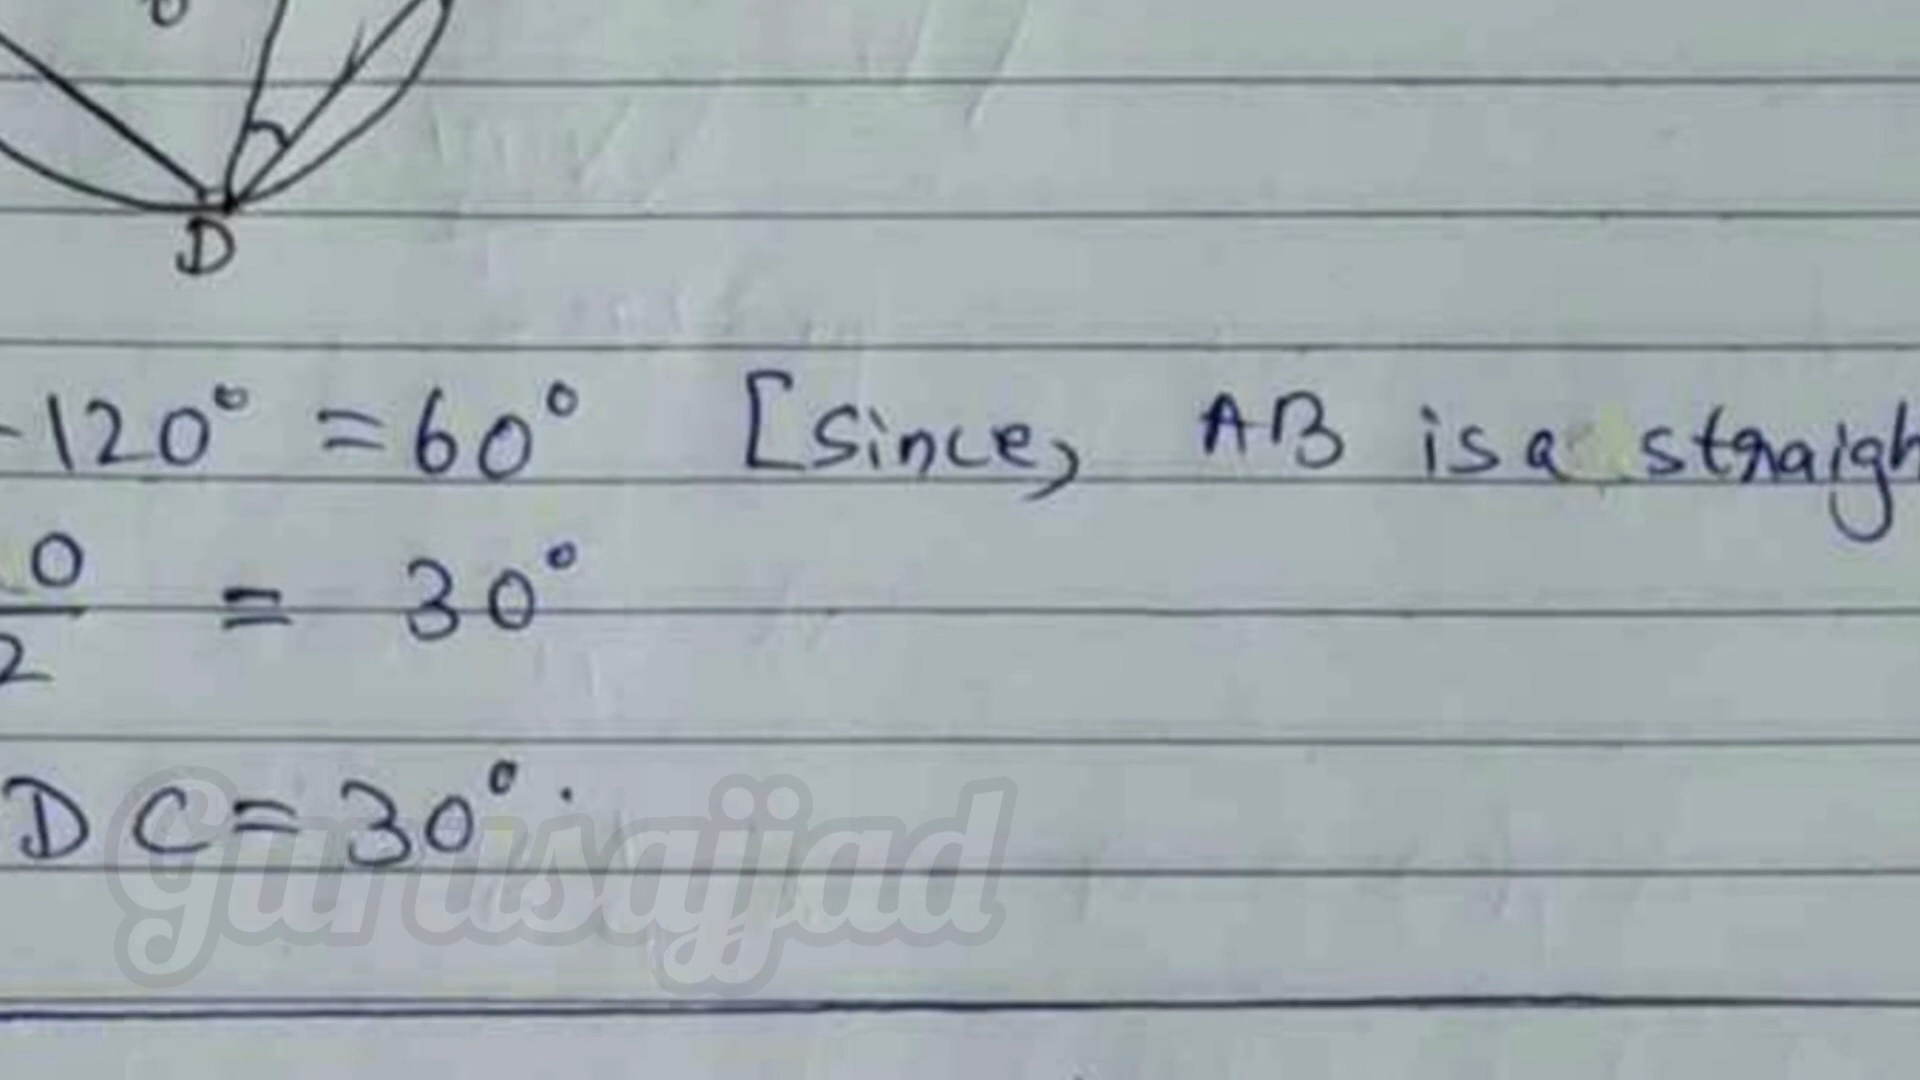 D
-120° = 60° [Since, AB is a straigh
0
2 = 30°
DC = 30°.
Gurusajjad